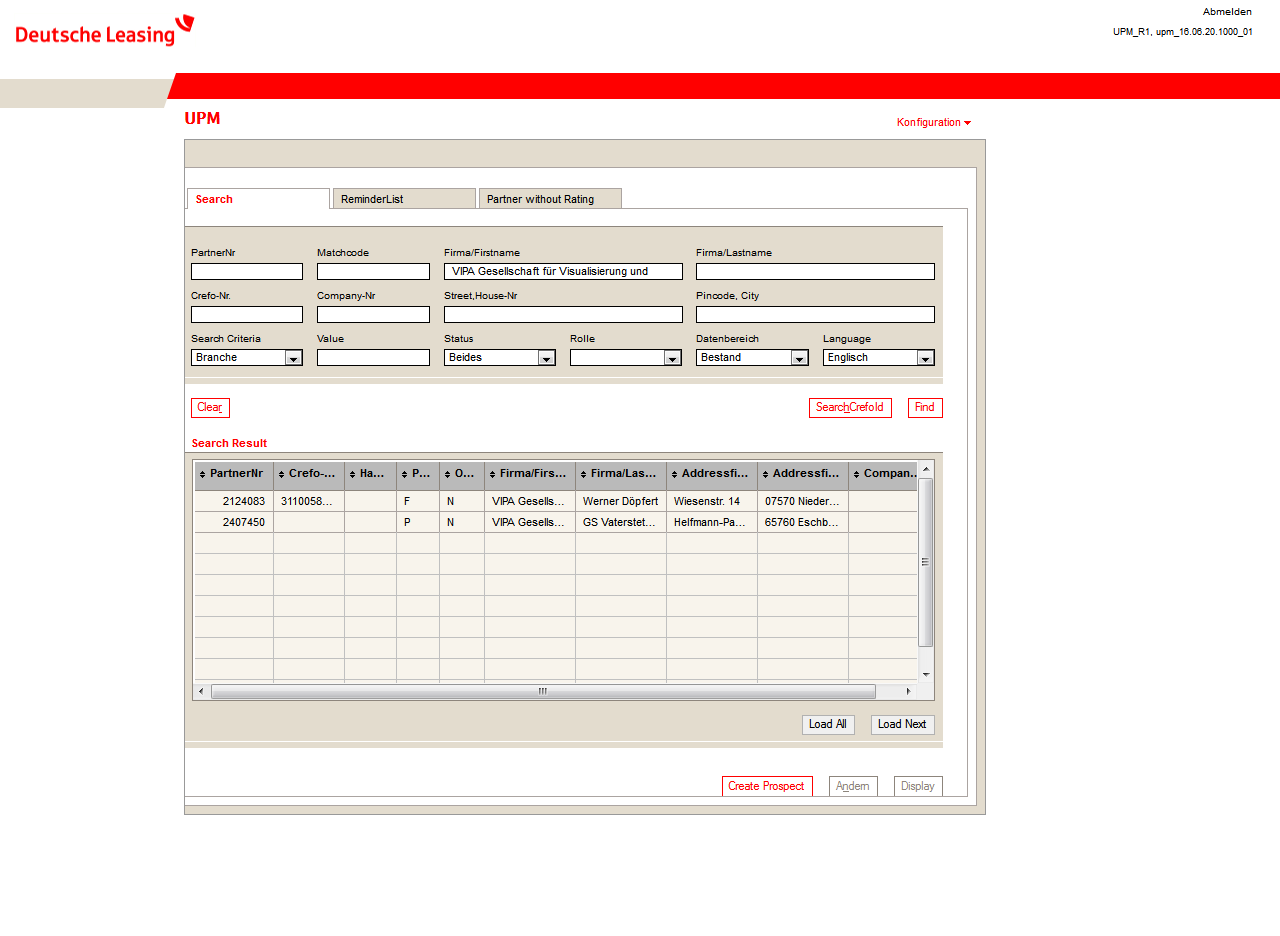 Deutsche Leasing
Abmelden
UPM_R1, upm_16.06.20.1000_01
UPM
Konfiguration
Search ReminderList Partner without Rating
PartnerNr Matchcode Firma/Firstname Firma/Lastname
VIPA Gesellschaft für Visualisierung und
Crefo-Nr. Company-Nr Street,House-Nr Pincode, City
Search Criteria Value Status Rolle Datenbereich Language
Branche Beides Bestand Englisch
Clear SearchCrefoId Find
Search Result
PartnerNr Crefo-... Ha... P... O... Firma/Firs... Firma/Las... Addressfi... Addressfi... Compan...
2124083 3110058... F N VIPA Gesells... Werner Döpfert Wiesenstr. 14 07570 Nieder...
2407450 P N VIPA Gesells... GS Vaterstet... Helfmann-Pa... 65760 Eschb...
Load All Load Next
Create Prospect Ändern Display